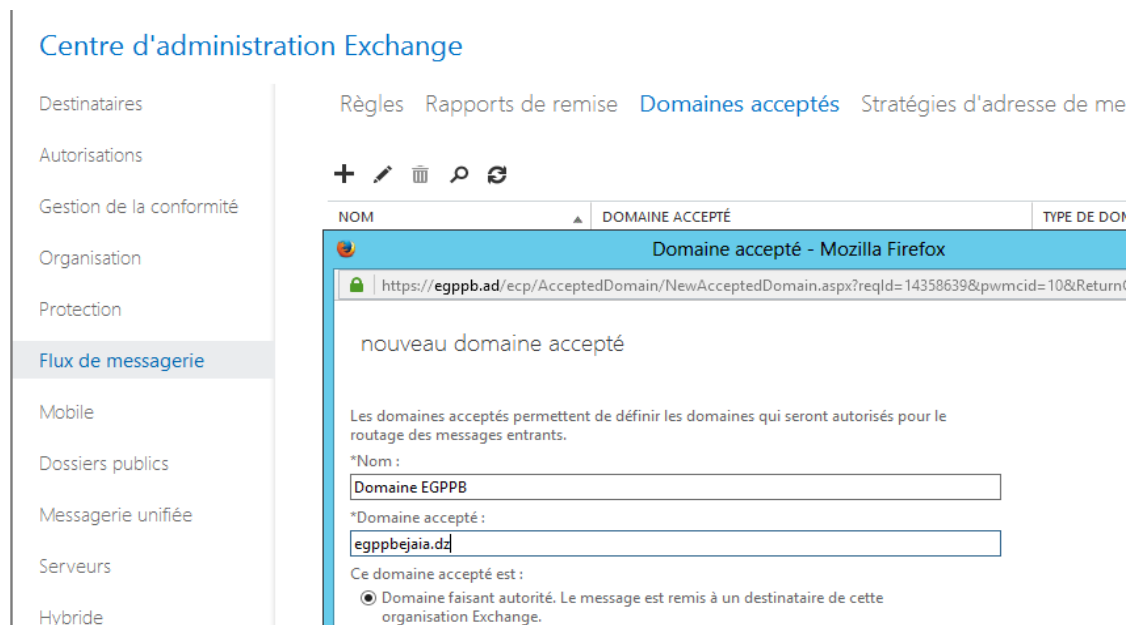 Centre d'administration Exchange
Destinataires
Autorisations
Gestion de la conformité
Organisation
Protection
Flux de messagerie
Mobile
Dossiers publics
Messagerie unifiée
Serveurs
Hybride
Règles Rapports de remise Domaines acceptés Stratégies d'adresse de me
NOM DOMAINE ACCEPTÉ TYPE DE DOM
Domaine accepté - Mozilla Firefox
https://egppb.ad/ecp/AcceptedDomain/NewAcceptedDomain.aspx?reqId=14358639&pwmcid=10&ReturnO
nouveau domaine accepté
Les domaines acceptés permettent de définir les domaines qui seront autorisés pour le
routage des messages entrants.
*Nom :
Domaine EGPPB
*Domaine accepté :
egppbejaia.dz
Ce domaine accepté est :
Domaine faisant autorité. Le message est remis à un destinataire de cette
organisation Exchange.